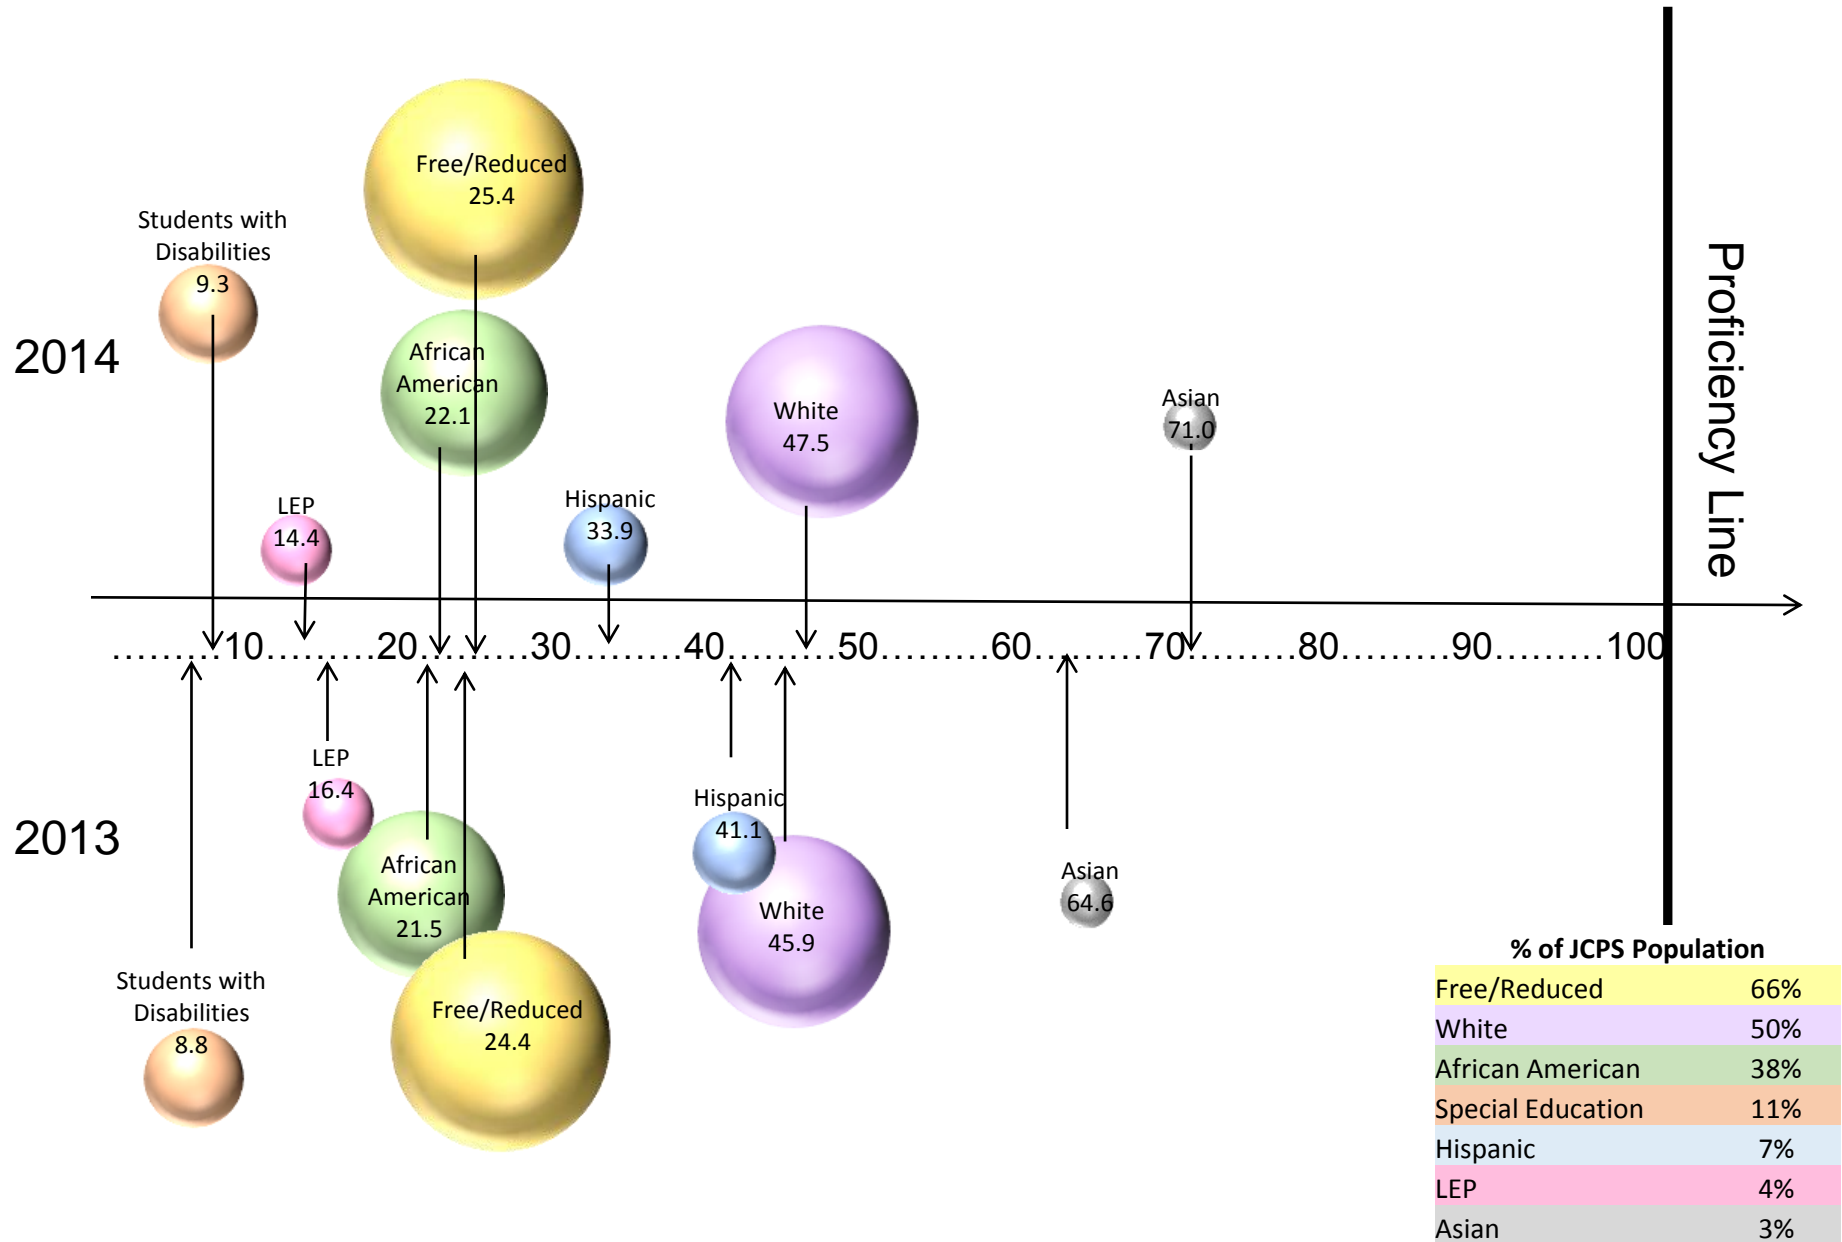 Free/Reduced
25.4
Students with
Disabilities
9.3
2014
African
American
22.1
White
47.5
Asian
71.0
LEP
14.4
Hispanic
33.9
Proficiency Line
.......10.........20.........30.........40.........50.........60.........70.........80.........90.........100
LEP
16.4
2013
Hispanic
41.1
African
American
21.5
White
45.9
Asian
64.6
Students with
Disabilities
8.8
Free/Reduced
24.4
% of JCPS Population
Free/Reduced 66%
White 50%
African American 38%
Special Education 11%
Hispanic 7%
LEP 4%
Asian 3%